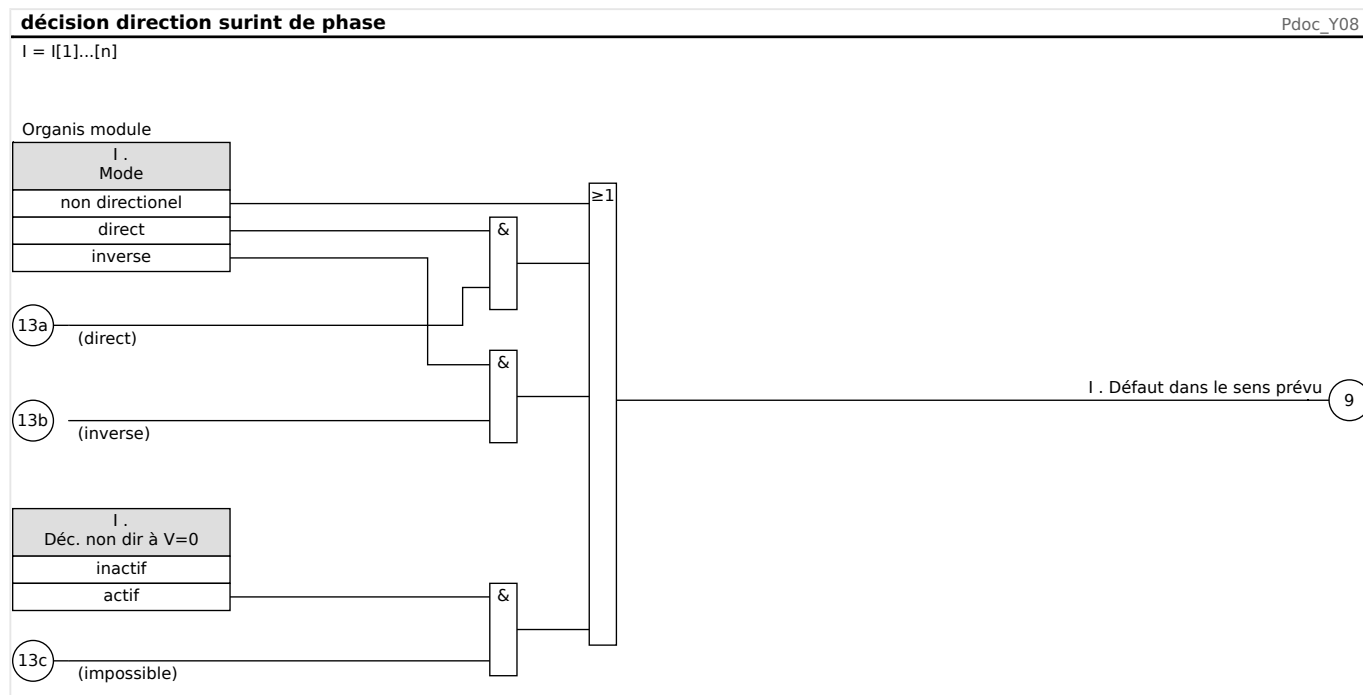 décision direction surint de phase
Pdoc_Y08
I = I[1]...[n]
Organis module
I .
Mode
non directionel
direct
inverse
≥1
&
13a
(direct)
&
I . Défaut dans le sens prévu
9
13b
(inverse)
I .
Déc. non dir à V=0
inactif
actif
&
13c
(impossible)